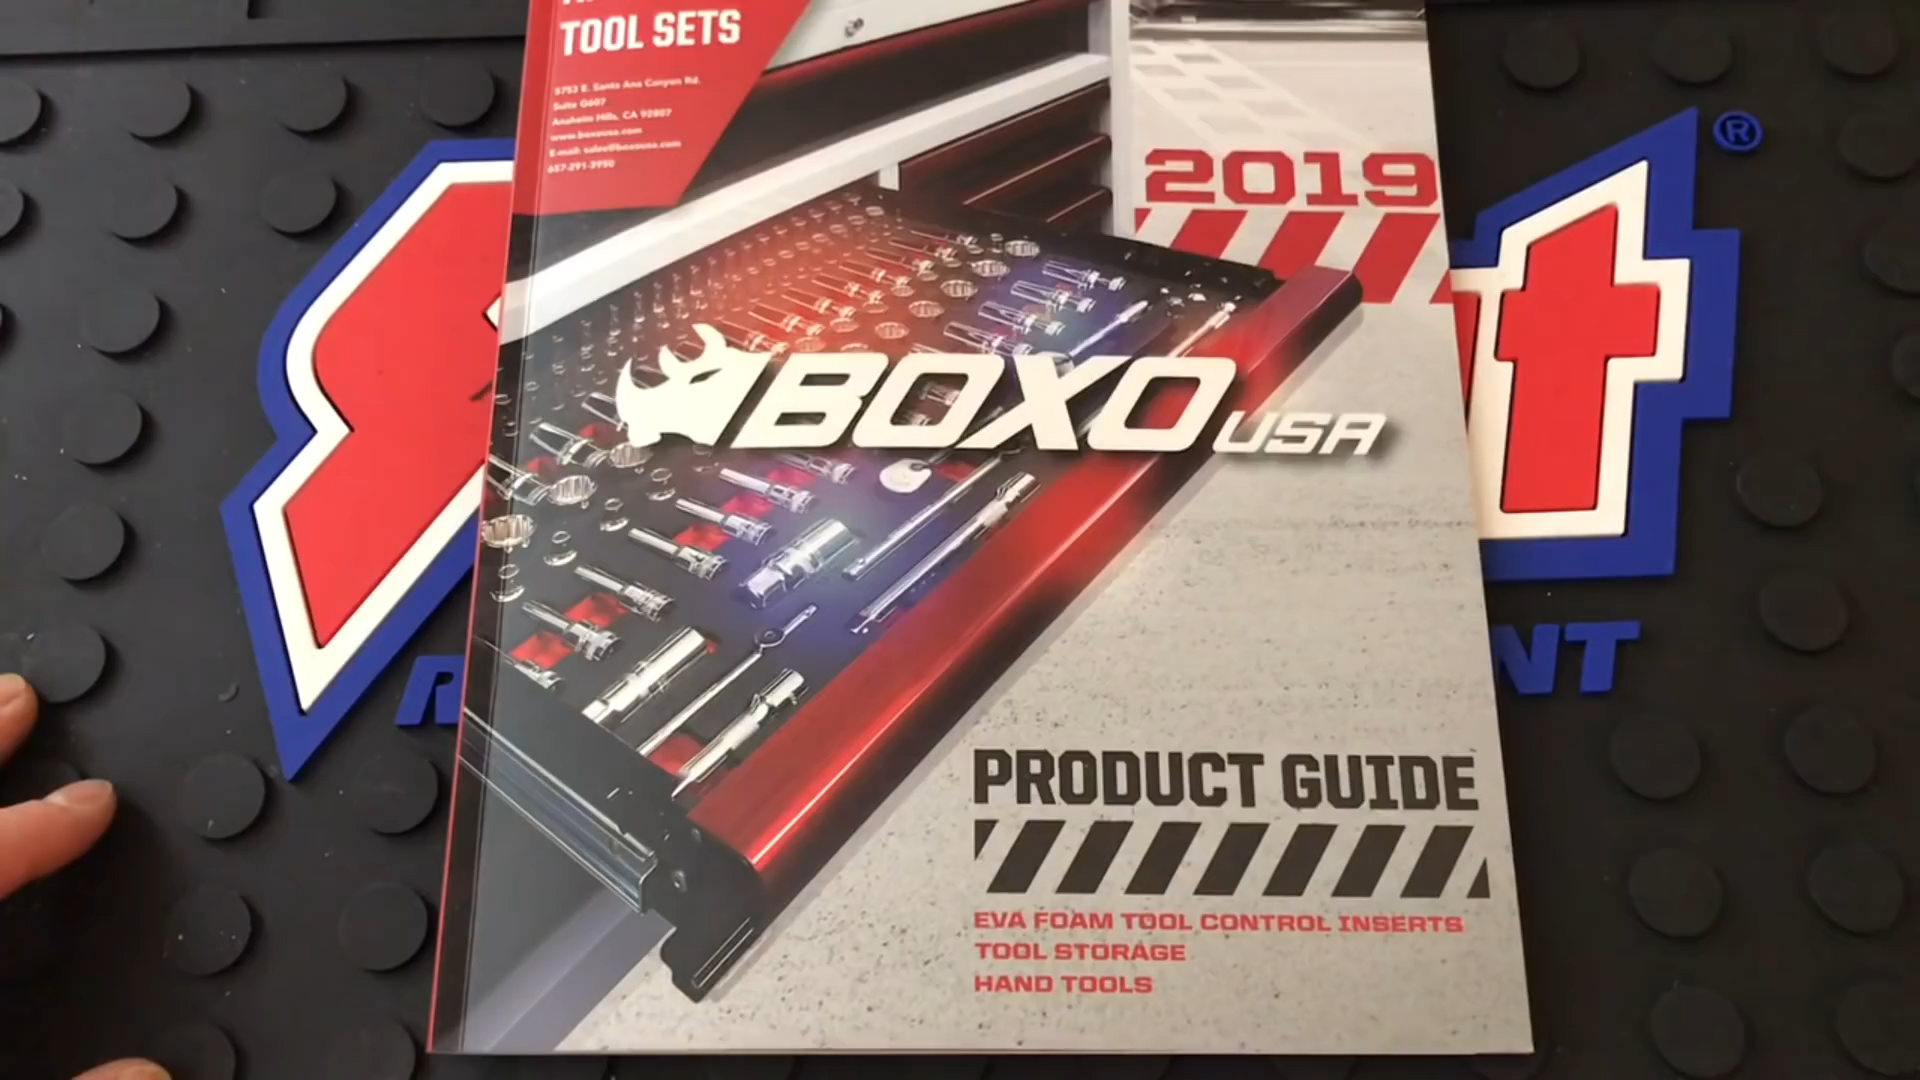 TOOL SETS
5753 E. Santa Ana Canyon Rd.
Suite G607
Anaheim Hills, CA 92807
www.boxousa.com
E-mail: sales@boxousa.com
657-291-3950
2019
®
BOXO USA
PRODUCT GUIDE
EVA FOAM TOOL CONTROL INSERTS
TOOL STORAGE
HAND TOOLS